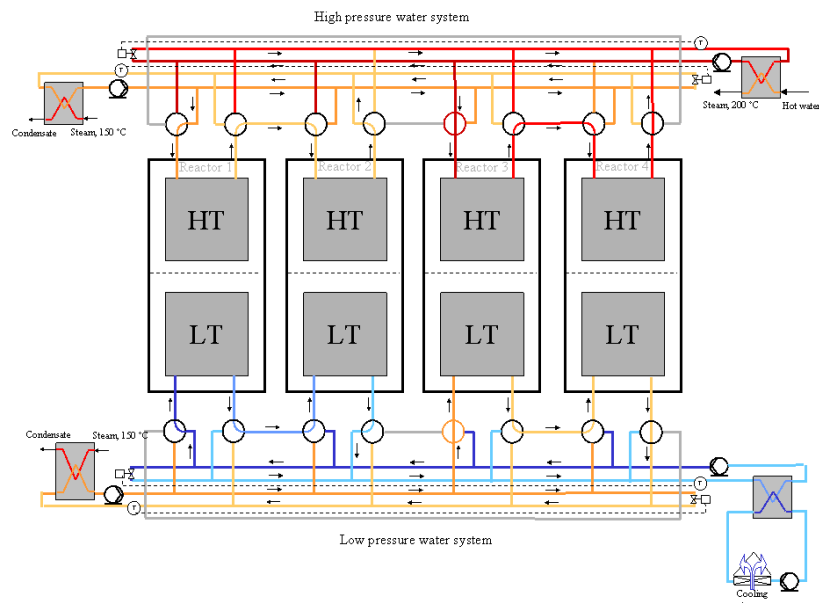 High pressure water system
T
T
Steam, 200 °C Hot water
Condensate Steam, 150 °C
Reactor 1 Reactor 2 Reactor 3 Reactor 4
HT HT HT HT
LT LT LT LT
Condensate Steam, 150 °C
T
T
Low pressure water system
Cooling